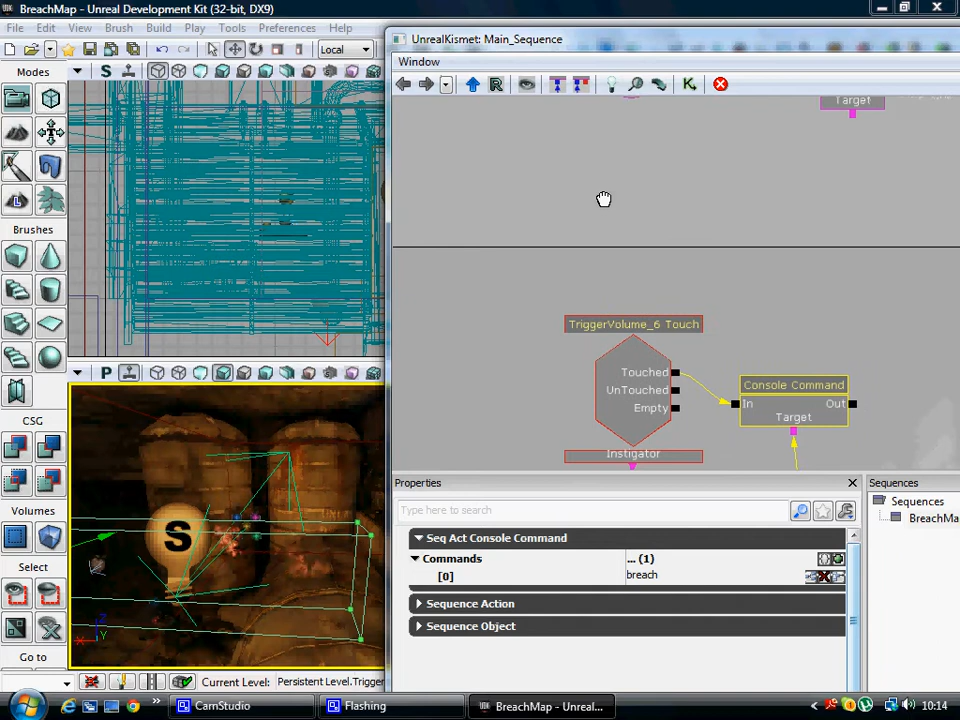 BreachMap - Unreal Development Kit (32-bit, DX9)
File Edit View Brush Build Play Tools Preferences Help
Local
Modes
Brushes
CSG
Volumes
Select
Go to
UnrealKismet: Main_Sequence
Window
Target
TriggerVolume_6 Touch
Touched
UnTouched
Empty
Instigator
Console Command
In Out
Target
Properties
Type here to search
Seq Act Console Command
Commands ... (1)
[0] breach
Sequence Action
Sequence Object
Sequences
Sequences
BreachMa
S
P
S
Current Level: Persistent Level.Trigger
CamStudio
Flashing
BreachMap - Unreal...
10:14